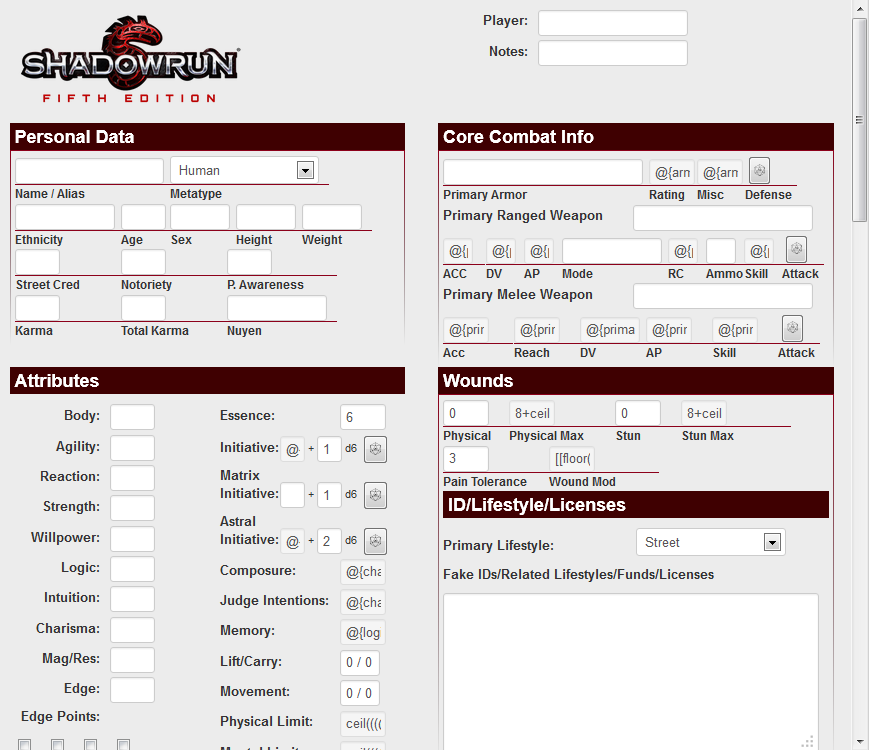 SHADOWRUN
FIFTH EDITION
Player:
Notes:
Personal Data
Human
Name / Alias Metatype
Ethnicity Age Sex Height Weight
Street Cred Notoriety P. Awareness
Karma Total Karma Nuyen
Core Combat Info
@{arn @{arn
Primary Armor Rating Misc Defense
Primary Ranged Weapon
@{ @{ @{ @{ @{
ACC DV AP Mode RC Ammo Skill Attack
Primary Melee Weapon
@{prir @{prir @{prima @{prir @{prir
Acc Reach DV AP Skill Attack
Attributes
Body:
Agility:
Reaction:
Strength:
Willpower:
Logic:
Intuition:
Charisma:
Mag/Res:
Edge:
Edge Points:
Essence: 6
Initiative: @ + 1 d6
Matrix
Initiative: + 1 d6
Astral
Initiative: @ + 2 d6
Composure: @{cha
Judge Intentions: @{cha
Memory: @{log
Lift/Carry: 0 / 0
Movement: 0 / 0
Physical Limit: ceil((((
Wounds
0 8+ceil 0 8+ceil
Physical Physical Max Stun Stun Max
3 [[floor(
Pain Tolerance Wound Mod
ID/Lifestyle/Licenses
Primary Lifestyle: Street
Fake IDs/Related Lifestyles/Funds/Licenses